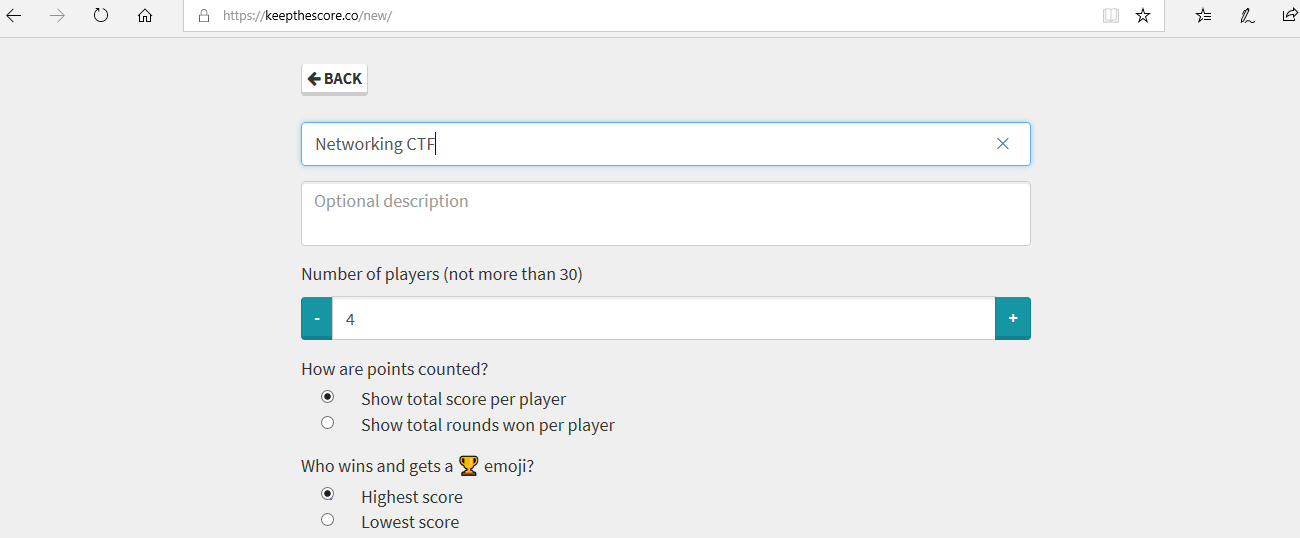 https://keepthescore.co/new/
BACK
Networking CTF
Optional description
Number of players (not more than 30)
- 4 +
How are points counted?
Show total score per player
Show total rounds won per player
Who wins and gets a 🏆 emoji?
Highest score
Lowest score